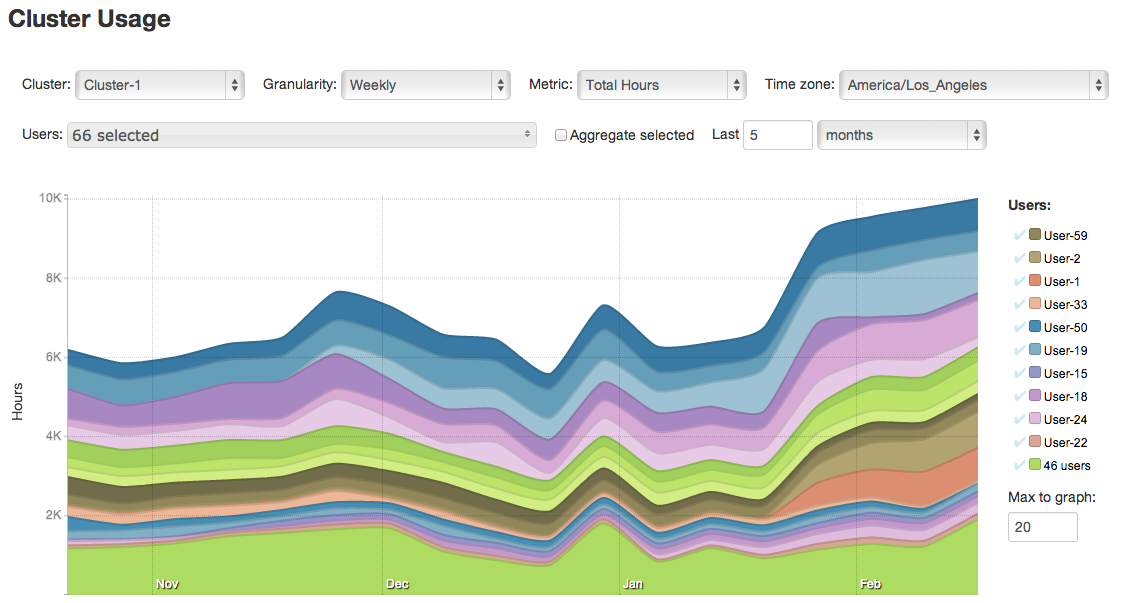 Cluster Usage
Cluster: Cluster-1 Granularity: Weekly Metric: Total Hours Time zone: America/Los_Angeles
Users: 66 selected Aggregate selected Last 5 months
10K
8K
6K
4K
2K
Hours
Nov Dec Jan Feb
Users:
User-59
User-2
User-1
User-33
User-50
User-19
User-15
User-18
User-24
User-22
46 users
Max to graph:
20